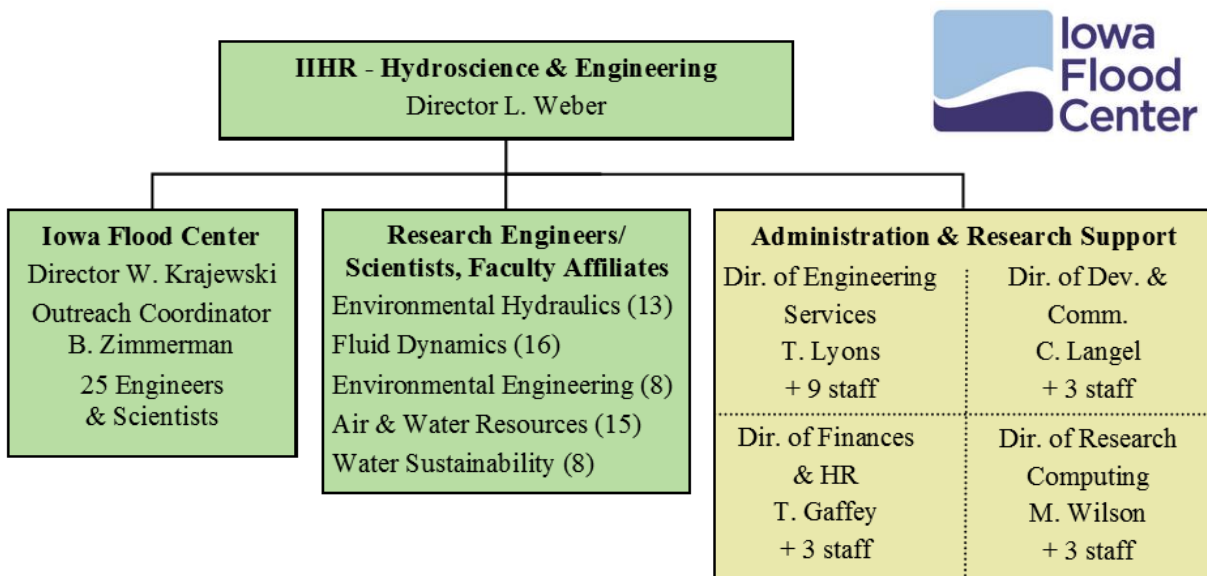 IIHR - Hydroscience & Engineering
Director L. Weber
Iowa
Flood
Center
Iowa Flood Center
Director W. Krajewski
Outreach Coordinator
B. Zimmerman
25 Engineers
& Scientists
Research Engineers/
Scientists, Faculty Affiliates
Environmental Hydraulics (13)
Fluid Dynamics (16)
Environmental Engineering (8)
Air & Water Resources (15)
Water Sustainability (8)
Administration & Research Support
Dir. of Engineering
Services
T. Lyons
+ 9 staff
Dir. of Dev. &
Comm.
C. Langel
+ 3 staff
Dir. of Finances
& HR
T. Gaffey
+ 3 staff
Dir. of Research
Computing
M. Wilson
+ 3 staff